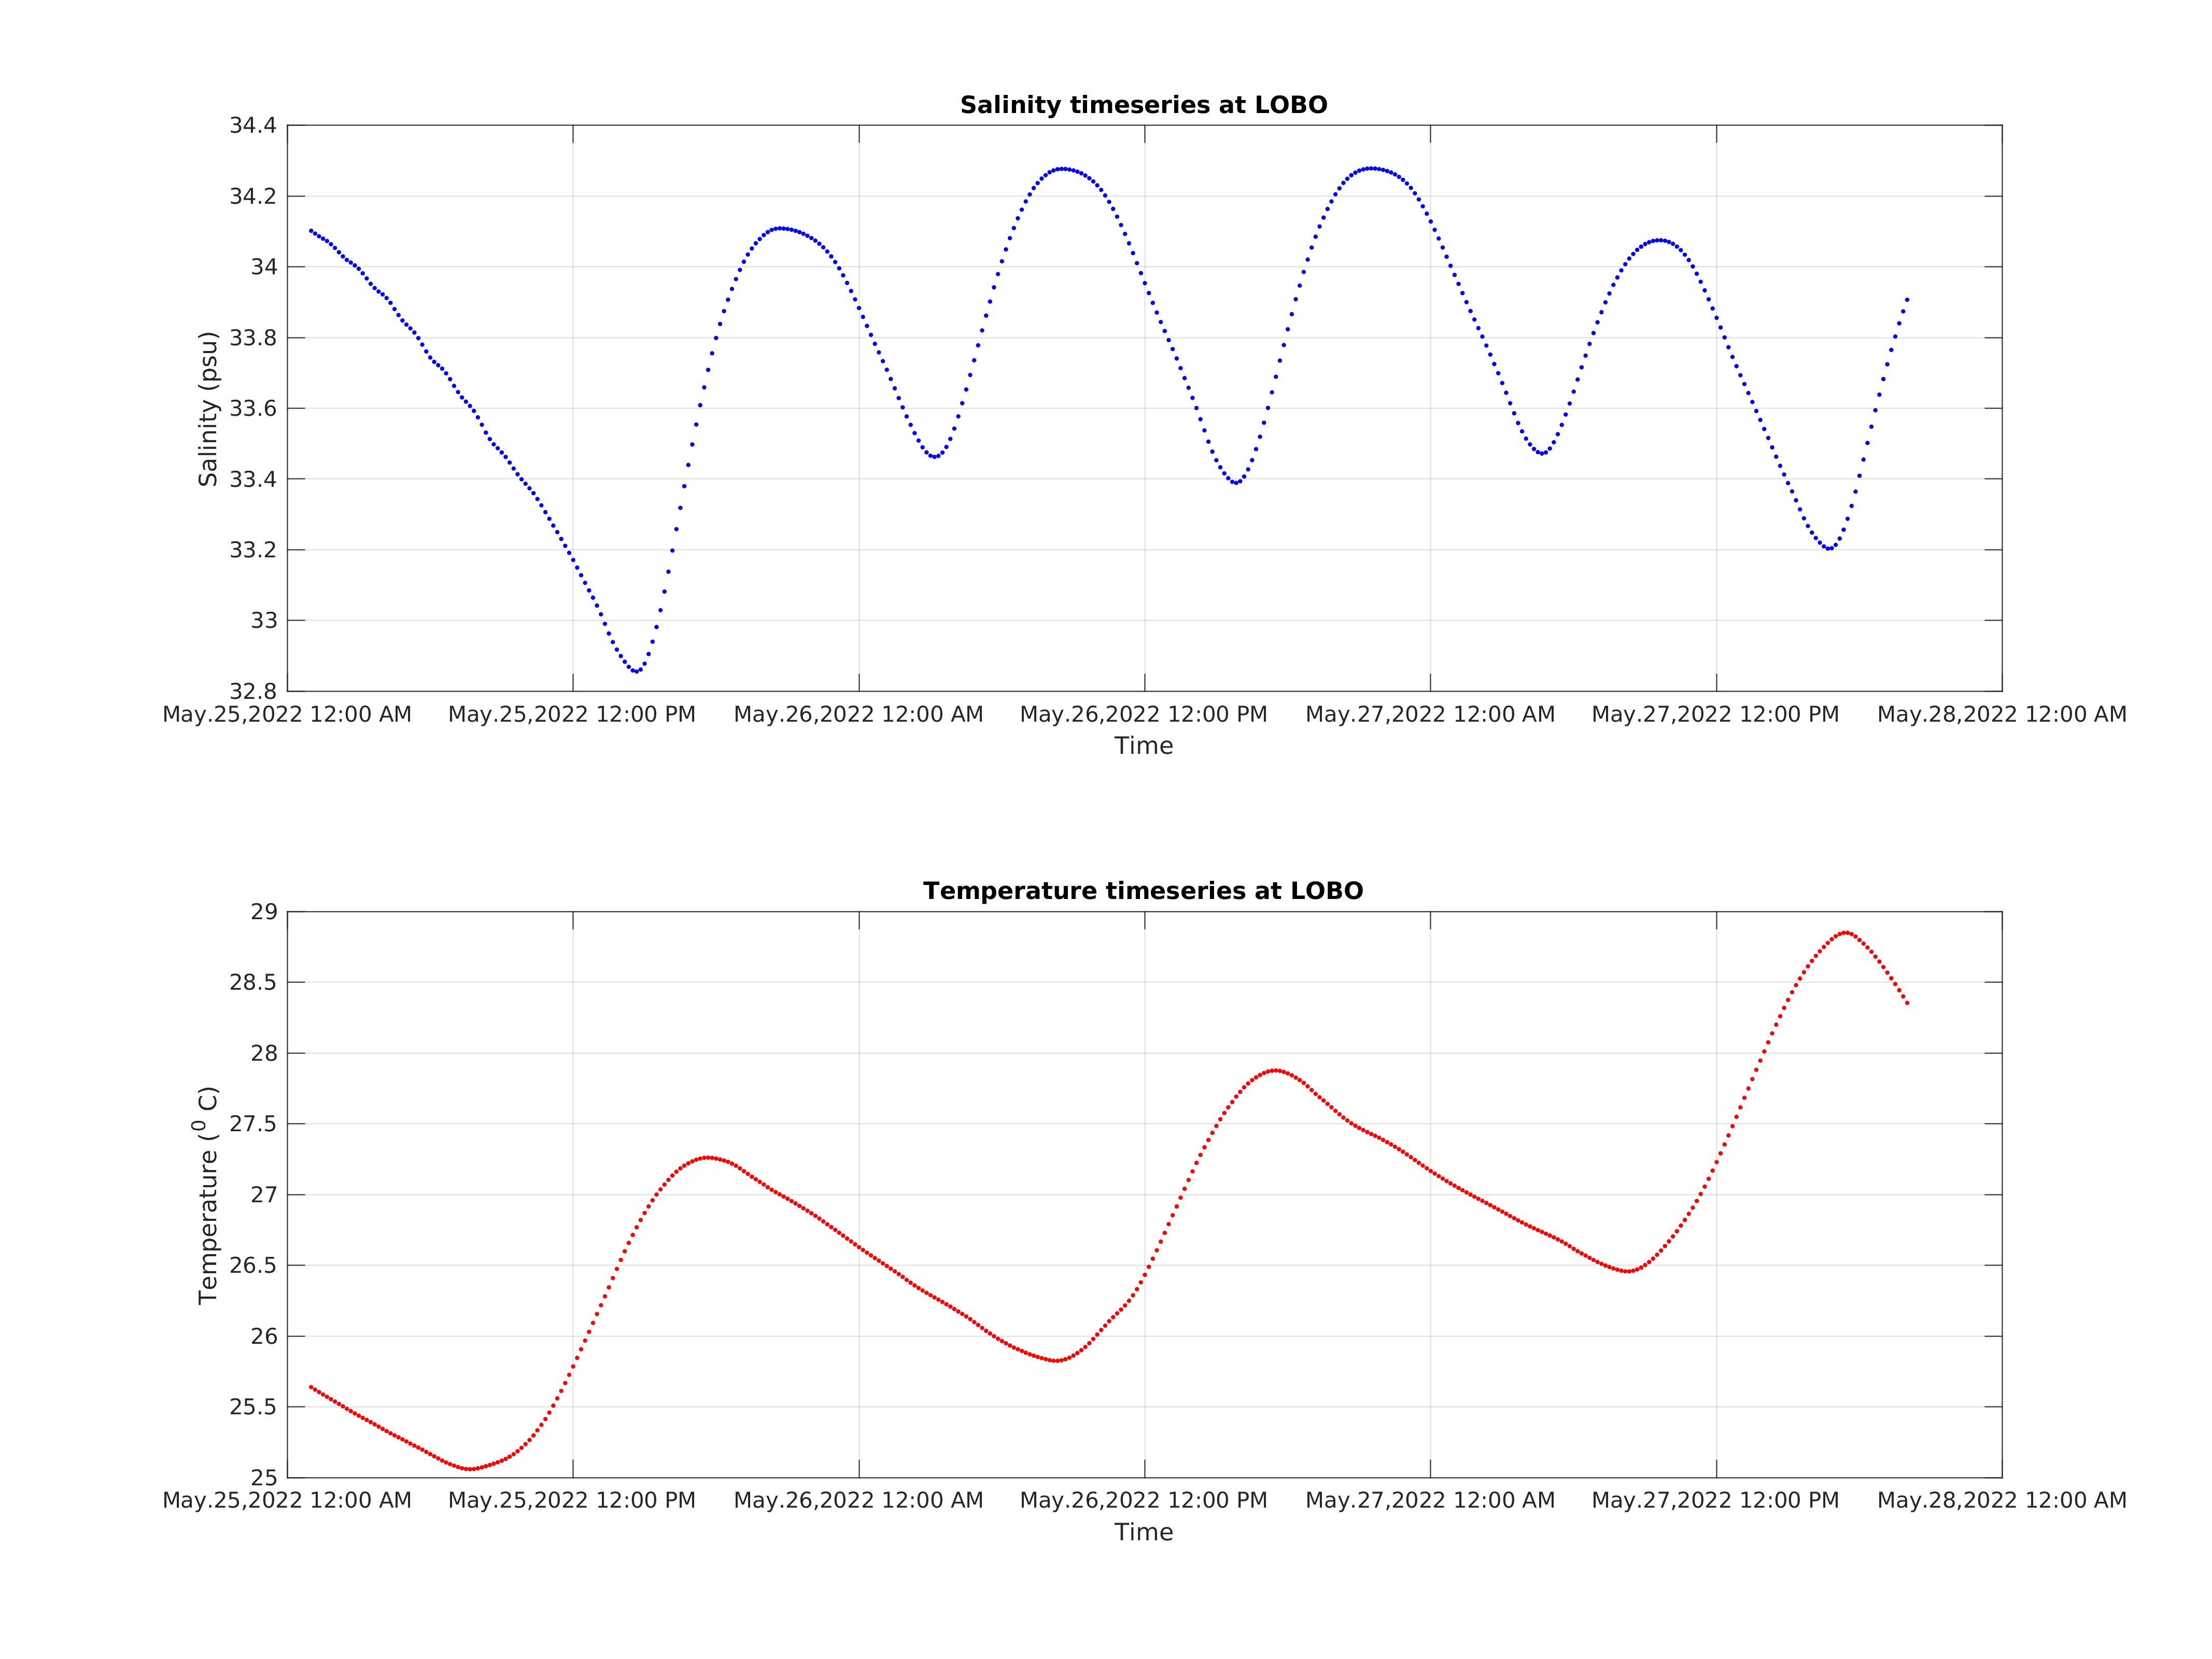 Salinity timeseries at LOBO
34.4
34.2
34
33.8
33.6
33.4
33.2
33
32.8
Salinity (psu)
May.25,2022 12:00 AM May.25,2022 12:00 PM May.26,2022 12:00 AM May.26,2022 12:00 PM May.27,2022 12:00 AM May.27,2022 12:00 PM May.28,2022 12:00 AM
Time
Temperature timeseries at LOBO
29
28.5
28
27.5
27
26.5
26
25.5
25
Temperature (⁰ C)
May.25,2022 12:00 AM May.25,2022 12:00 PM May.26,2022 12:00 AM May.26,2022 12:00 PM May.27,2022 12:00 AM May.27,2022 12:00 PM May.28,2022 12:00 AM
Time